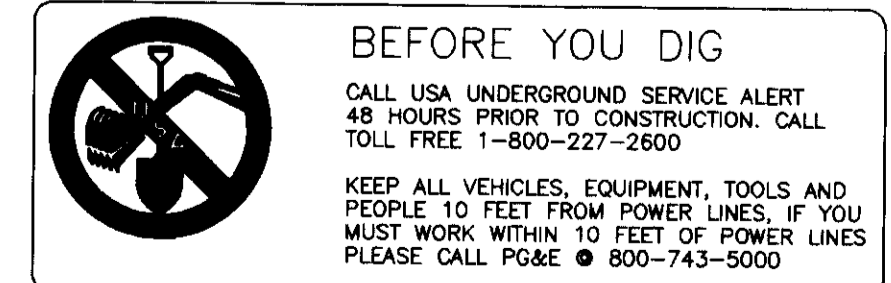 BEFORE YOU DIG
CALL USA UNDERGROUND SERVICE ALERT
48 HOURS PRIOR TO CONSTRUCTION. CALL
TOLL FREE 1-800-227-2600
KEEP ALL VEHICLES, EQUIPMENT, TOOLS AND
PEOPLE 10 FEET FROM POWER LINES, IF YOU
MUST WORK WITHIN 10 FEET OF POWER LINES
PLEASE CALL PG&E @ 800-743-5000